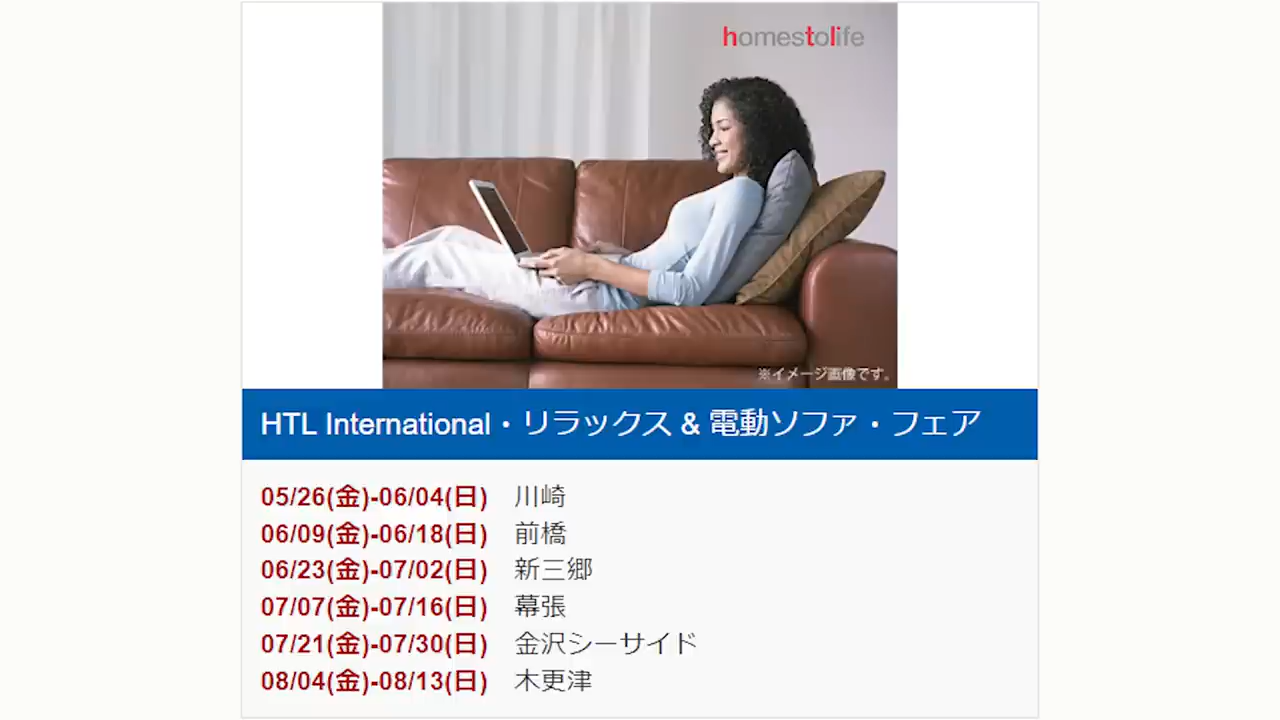 homestolife
※イメージ画像です。
HTL International・リラックス & 電動ソファ・フェア
05/26(金)-06/04(日) 川崎
06/09(金)-06/18(日) 前橋
06/23(金)-07/02(日) 新三郷
07/07(金)-07/16(日) 幕張
07/21(金)-07/30(日) 金沢シーサイド
08/04(金)-08/13(日) 木更津